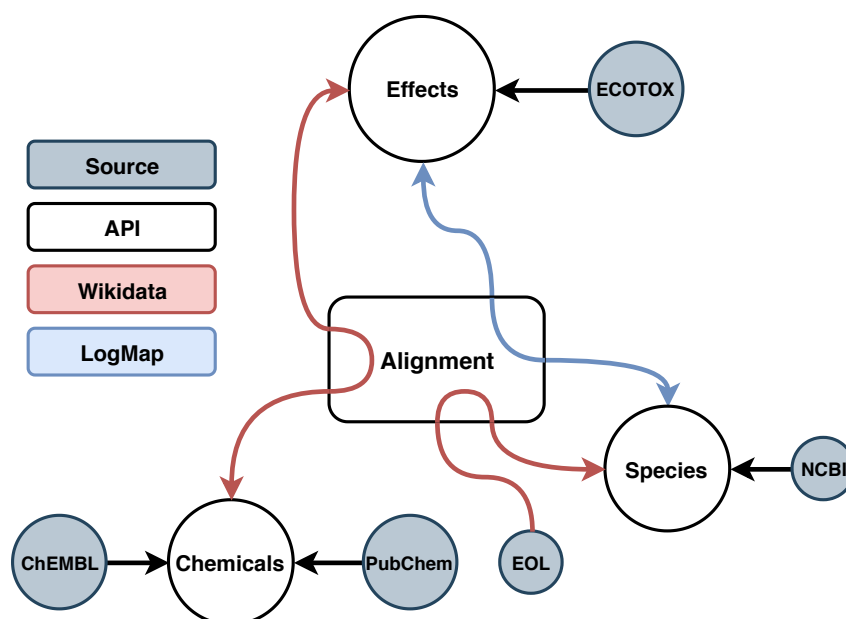 Effects
ECOTOX
Source
API
Wikidata
LogMap
Alignment
Species
NCBI
ChEMBL
Chemicals
PubChem
EOL